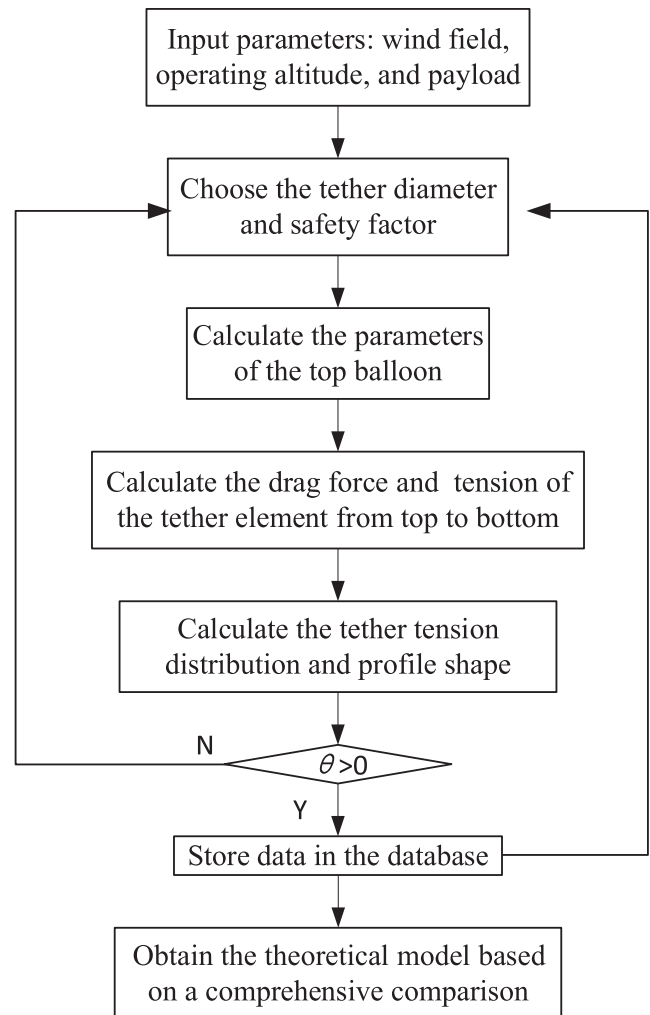 Input parameters: wind field,
operating altitude, and payload
Choose the tether diameter
and safety factor
Calculate the parameters
of the top balloon
Calculate the drag force and tension of
the tether element from top to bottom
Calculate the tether tension
distribution and profile shape
N
θ>0
Y
Store data in the database
Obtain the theoretical model based
on a comprehensive comparison